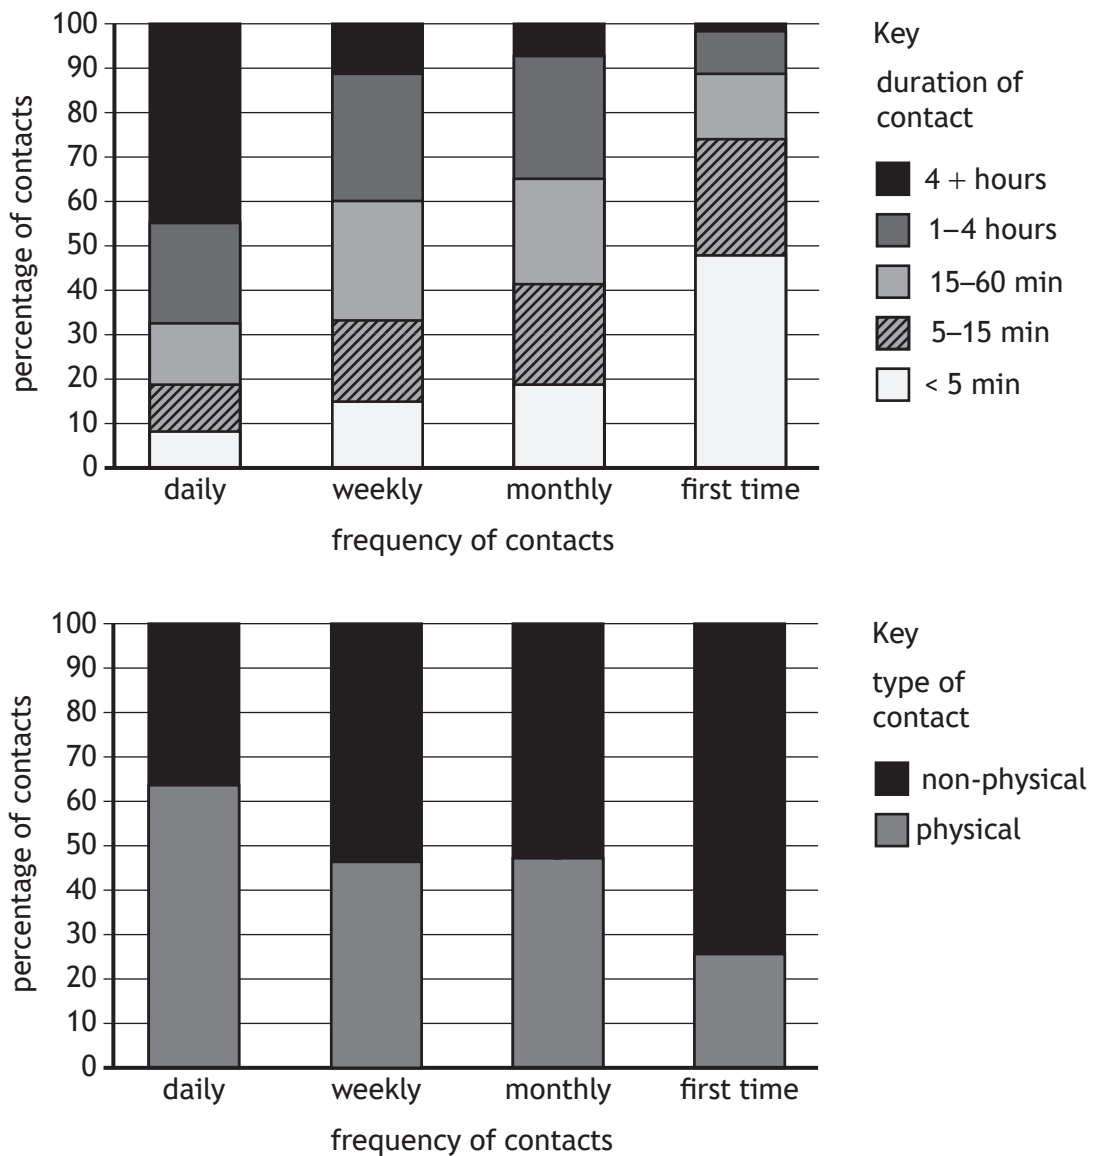 100
90
80
70
60
50
40
30
20
10
0
percentage of contacts
daily weekly monthly first time
frequency of contacts
Key
duration of
contact
4 + hours
1–4 hours
15–60 min
5–15 min
< 5 min
100
90
80
70
60
50
40
30
20
10
0
percentage of contacts
daily weekly monthly first time
frequency of contacts
Key
type of
contact
non-physical
physical